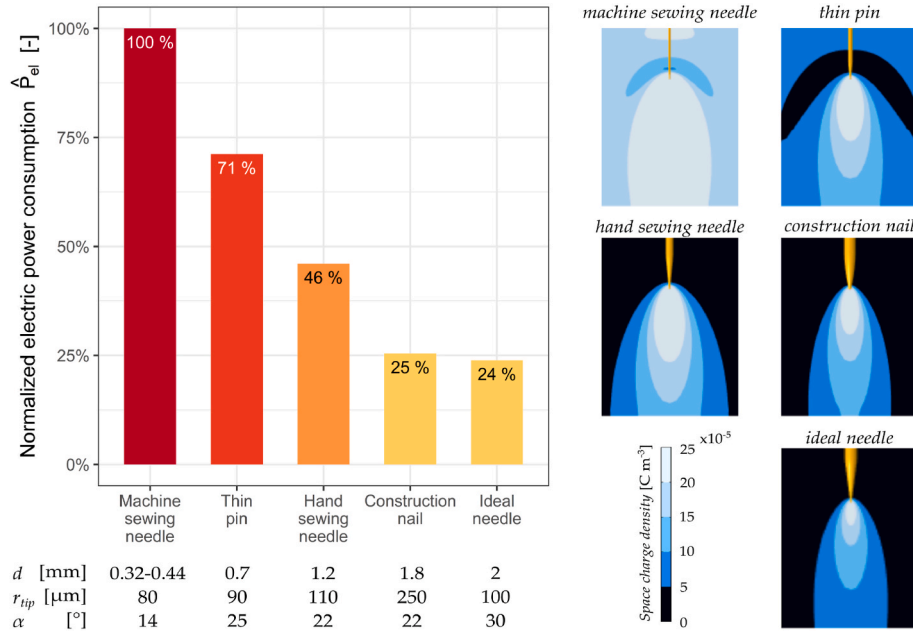 Normalized electric power consumption P̂el [-]
100%
75%
50%
25%
0%
100 %
71 %
46 %
25 %
24 %
Machine sewing needle
Thin pin
Hand sewing needle
Construction nail
Ideal needle
d [mm] 0.32-0.44 0.7 1.2 1.8 2
rtip [μm] 80 90 110 250 100
α [°] 14 25 22 22 30
machine sewing needle
thin pin
hand sewing needle
construction nail
ideal needle
Space charge density [C m-3]
x10-5
25
20
15
10
5
0